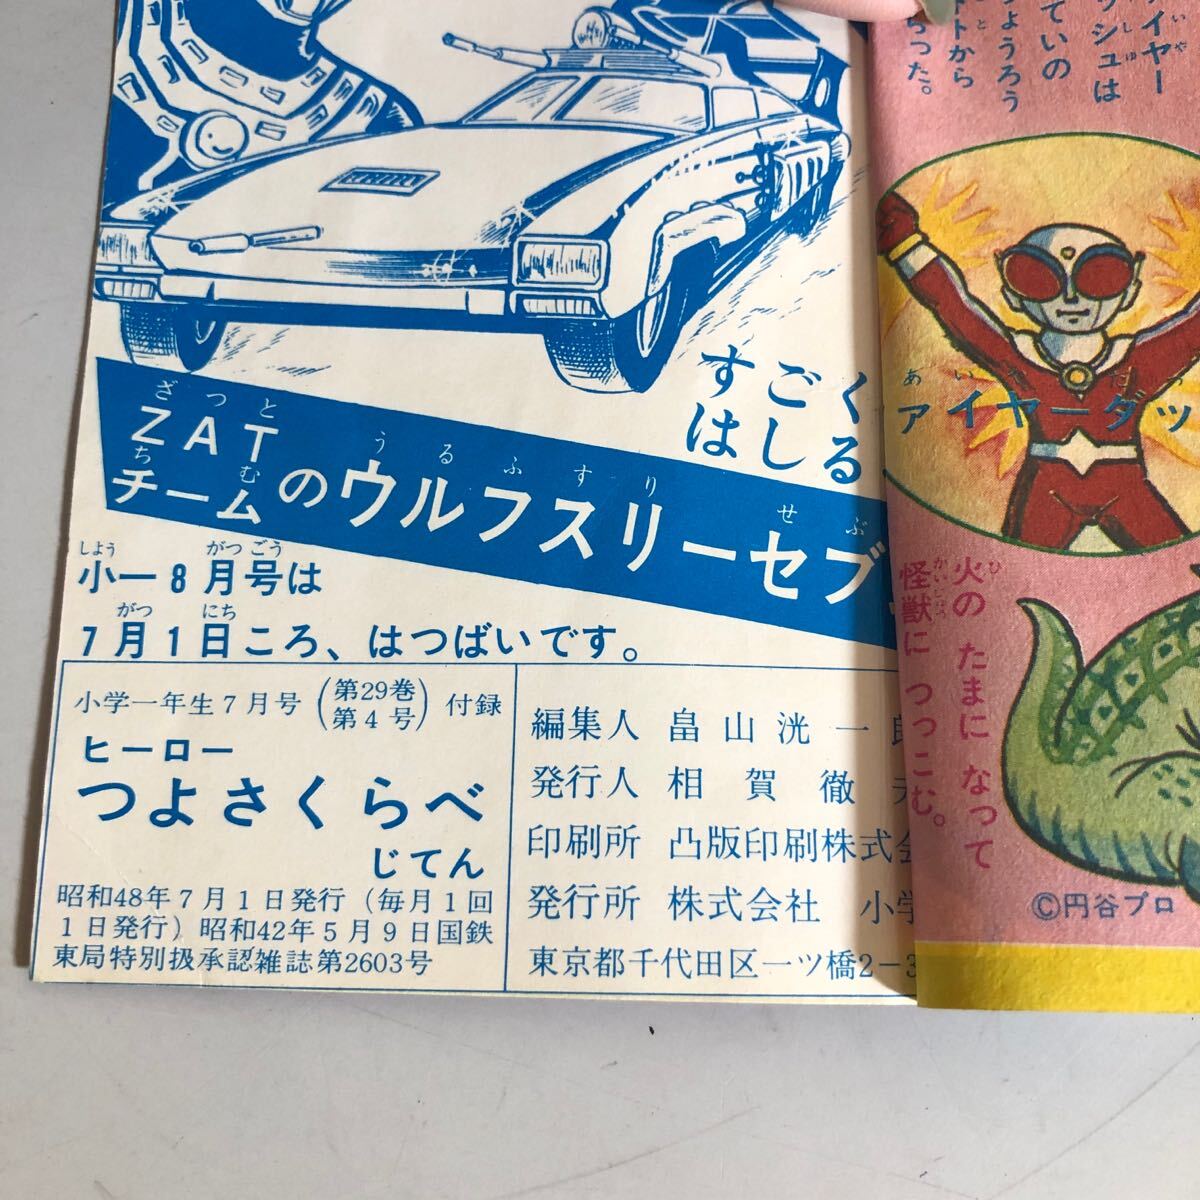 すごく
はしる
ざっと
ZAT
ちむ
チーム
の
うるふすりせぶ
ウルフスリーセブ
しょう がつごう
小一8月号は
がつ にち
7月1日ころ、はつばいです。
小学一年生7月号(第29巻第4号)付録
ヒーロー
つよさくらべ
じてん
昭和48年7月1日発行(毎月1回
1日発行)昭和42年5月9日国鉄
東局特別扱承認雑誌第2603号
編集人 畠山洸一
発行人 相賀徹
印刷所 凸版印刷株式会
発行所 株式会社 小学
東京都千代田区一ツ橋2-3
イヤー
ッシュは
ていの
ようろう
トから
らった。
ァイヤーダッ
火の たまに なって
怪獣に つっこむ。
ひ
かいじゅう
©円谷プロ